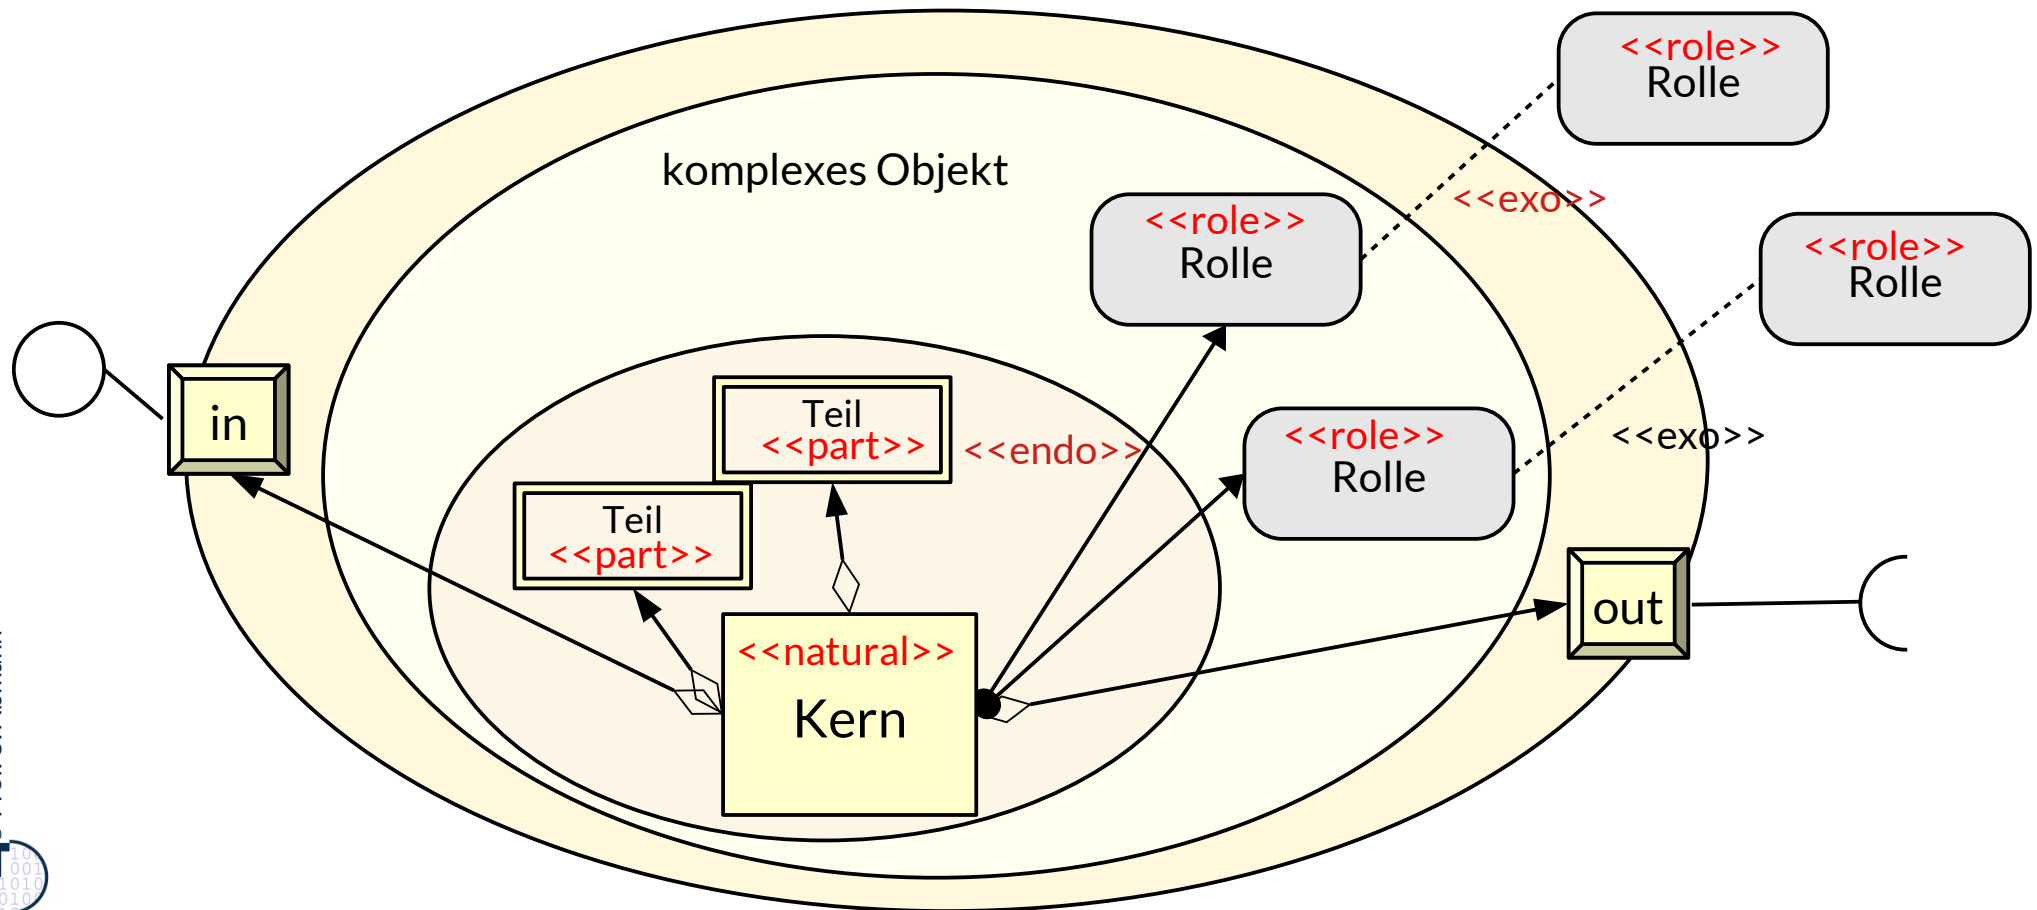 <<role>>
Rolle
komplexes Objekt
<<exo>>
<<role>>
Rolle
<<role>>
Rolle
in
Teil
<<part>>
<<endo>>
<<role>>
Rolle
<<exo>>
Teil
<<part>>
<<natural>>
Kern
out